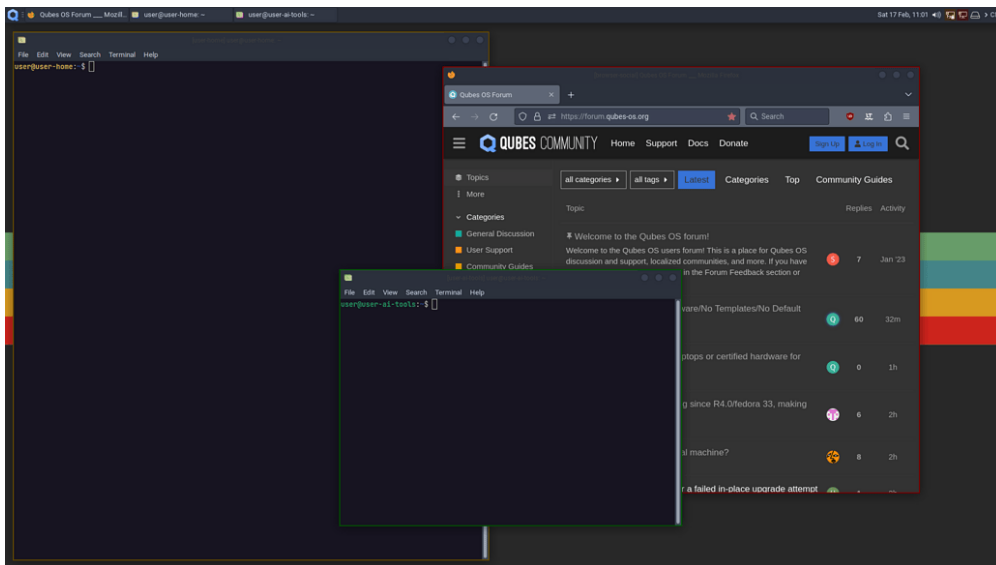 Qubes OS Forum __ Mozill...
user@user-home: ~
user@user-ai-tools: ~
Sat 17 Feb, 11:01
File Edit View Search Terminal Help
user@user-home:~$
Qubes OS Forum
https://forum.qubes-os.org
Search
QUBES COMMUNITY
Home Support Docs Donate
Sign Up
Log In
Topics
More
Categories
General Discussion
User Support
Community Guides
all categories
all tags
Latest
Categories
Top
Community Guides
Topic
Replies Activity
Welcome to the Qubes OS forum!
Welcome to the Qubes OS users forum! This is a place for Qubes OS
discussion and support, localized communities, and more. If you have
in the Forum Feedback section or
S 7 Jan '23
ware/No Templates/No Default
Q 60 32m
ptops or certified hardware for
Q 0 1h
g since R4.0/fedora 33, making
6 2h
al machine?
8 2h
r a failed in-place upgrade attempt
File Edit View Search Terminal Help
user@user-ai-tools:~$